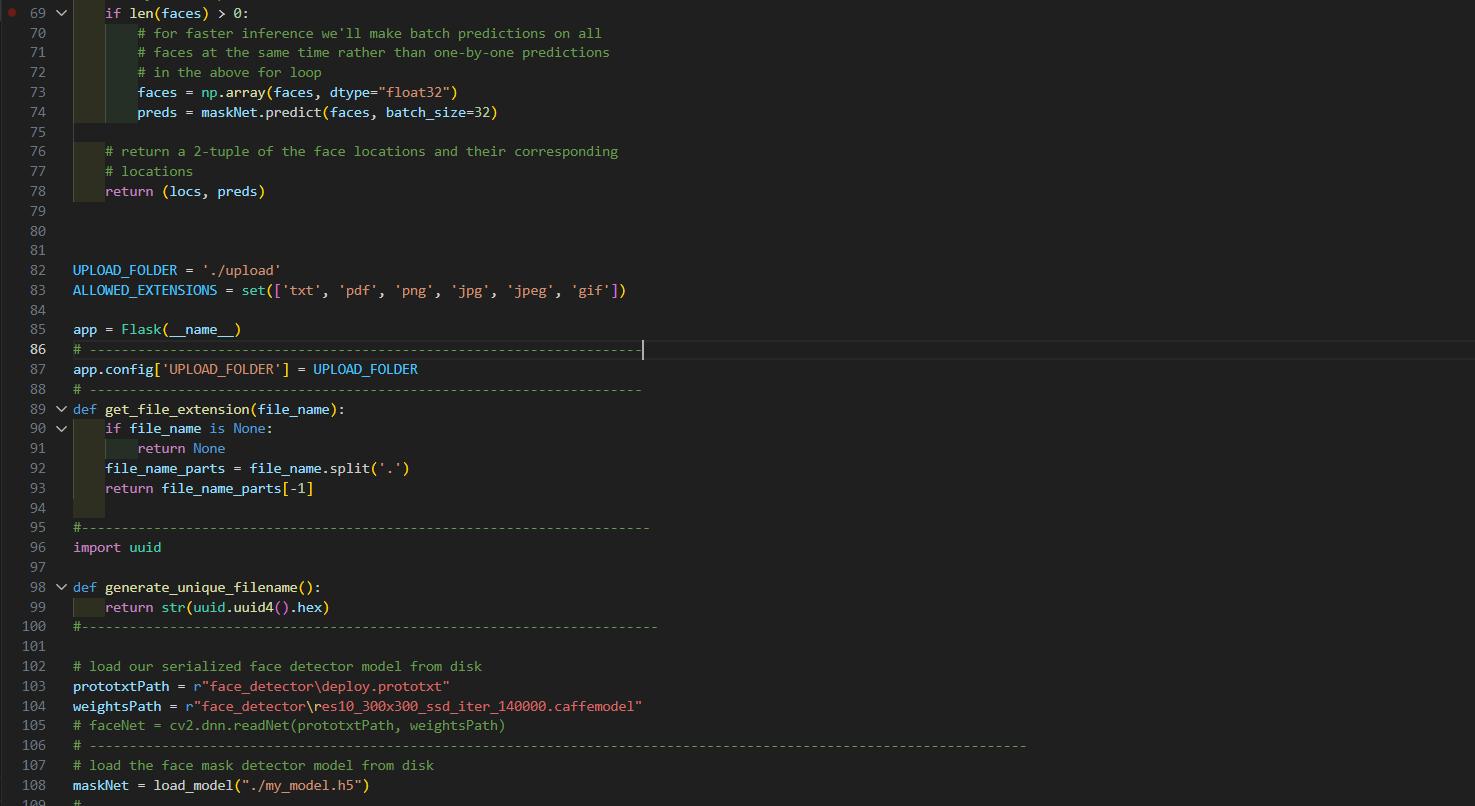 69 if len(faces) > 0:
70 # for faster inference we'll make batch predictions on all
71 # faces at the same time rather than one-by-one predictions
72 # in the above for loop
73 faces = np.array(faces, dtype="float32")
74 preds = maskNet.predict(faces, batch_size=32)
75
76 # return a 2-tuple of the face locations and their corresponding
77 # locations
78 return (locs, preds)
79
80
81
82 UPLOAD_FOLDER = './upload'
83 ALLOWED_EXTENSIONS = set(['txt', 'pdf', 'png', 'jpg', 'jpeg', 'gif'])
84
85 app = Flask(__name__)
86 # ---------------------------------------------------------------------
87 app.config['UPLOAD_FOLDER'] = UPLOAD_FOLDER
88 # ---------------------------------------------------------------------
89 def get_file_extension(file_name):
90 if file_name is None:
91 return None
92 file_name_parts = file_name.split('.')
93 return file_name_parts[-1]
94
95 #-----------------------------------------------------------------------
96 import uuid
97
98 def generate_unique_filename():
99 return str(uuid.uuid4().hex)
100 #------------------------------------------------------------------------
101
102 # load our serialized face detector model from disk
103 prototxtPath = r"face_detector\deploy.prototxt"
104 weightsPath = r"face_detector\res10_300x300_ssd_iter_140000.caffemodel"
105 # faceNet = cv2.dnn.readNet(prototxtPath, weightsPath)
106 # ---------------------------------------------------------------------------------------------------------------------
107 # load the face mask detector model from disk
108 maskNet = load_model("./my_model.h5")
109 #